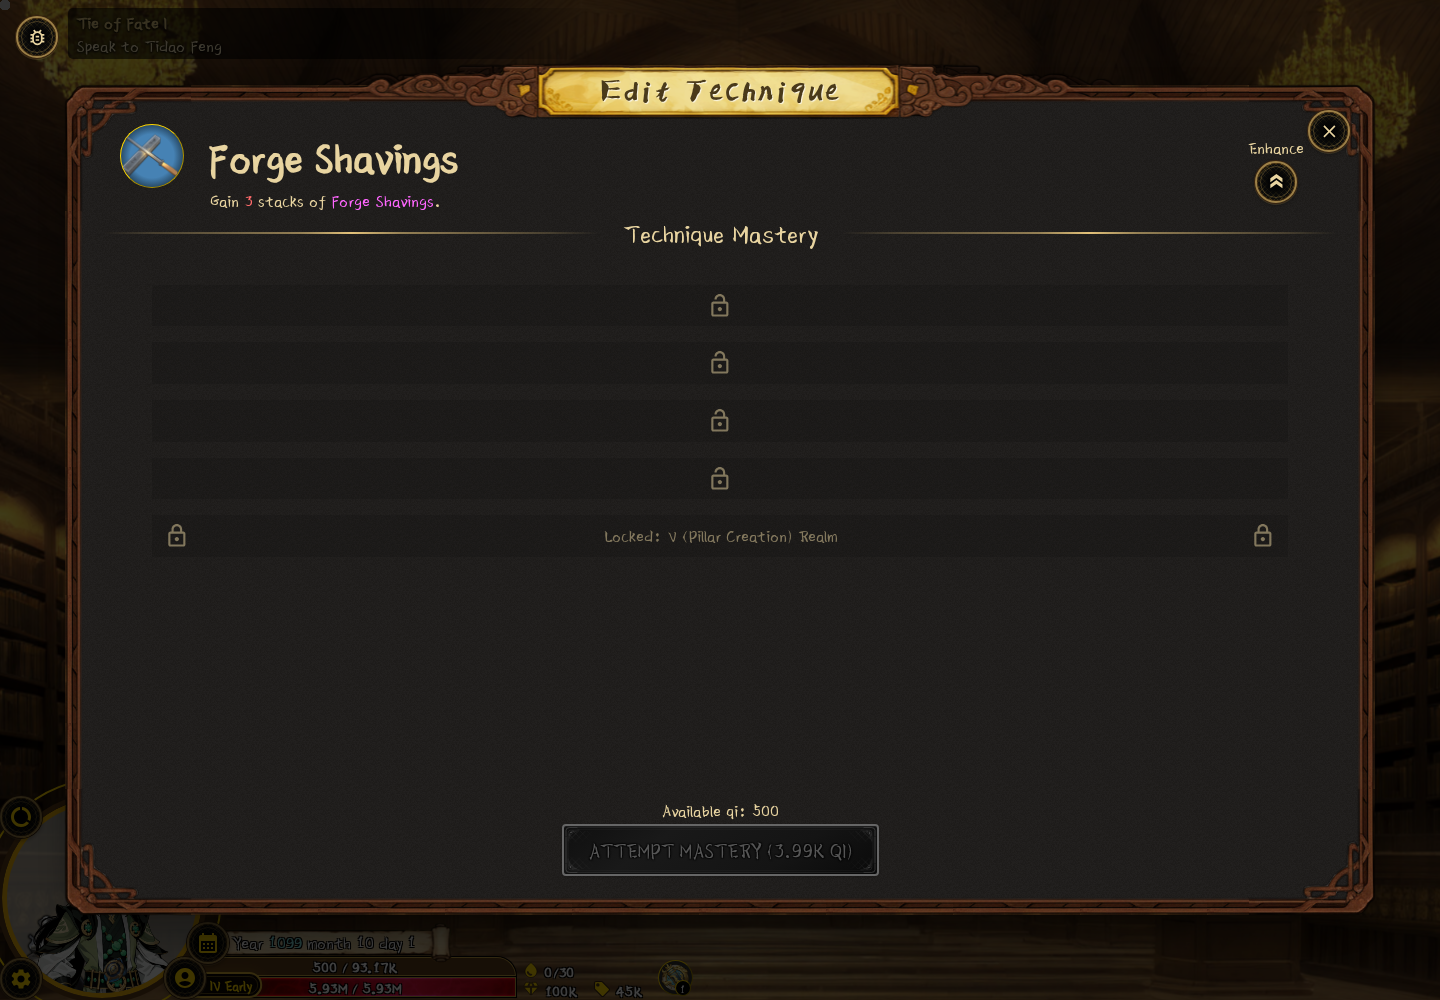 Tie of Fate I
Speak to Tidao Feng
Edit Technique
Forge Shavings
Enhance
Gain 3 stacks of Forge Shavings.
Technique Mastery
Locked: V (Pillar Creation) Realm
Available qi: 500
ATTEMPT MASTERY (3.99K QI)
Year 1099 month 10 day 1
500 / 93.17K
0/30
IV Early
5.93M / 5.93M
100K
45K
f